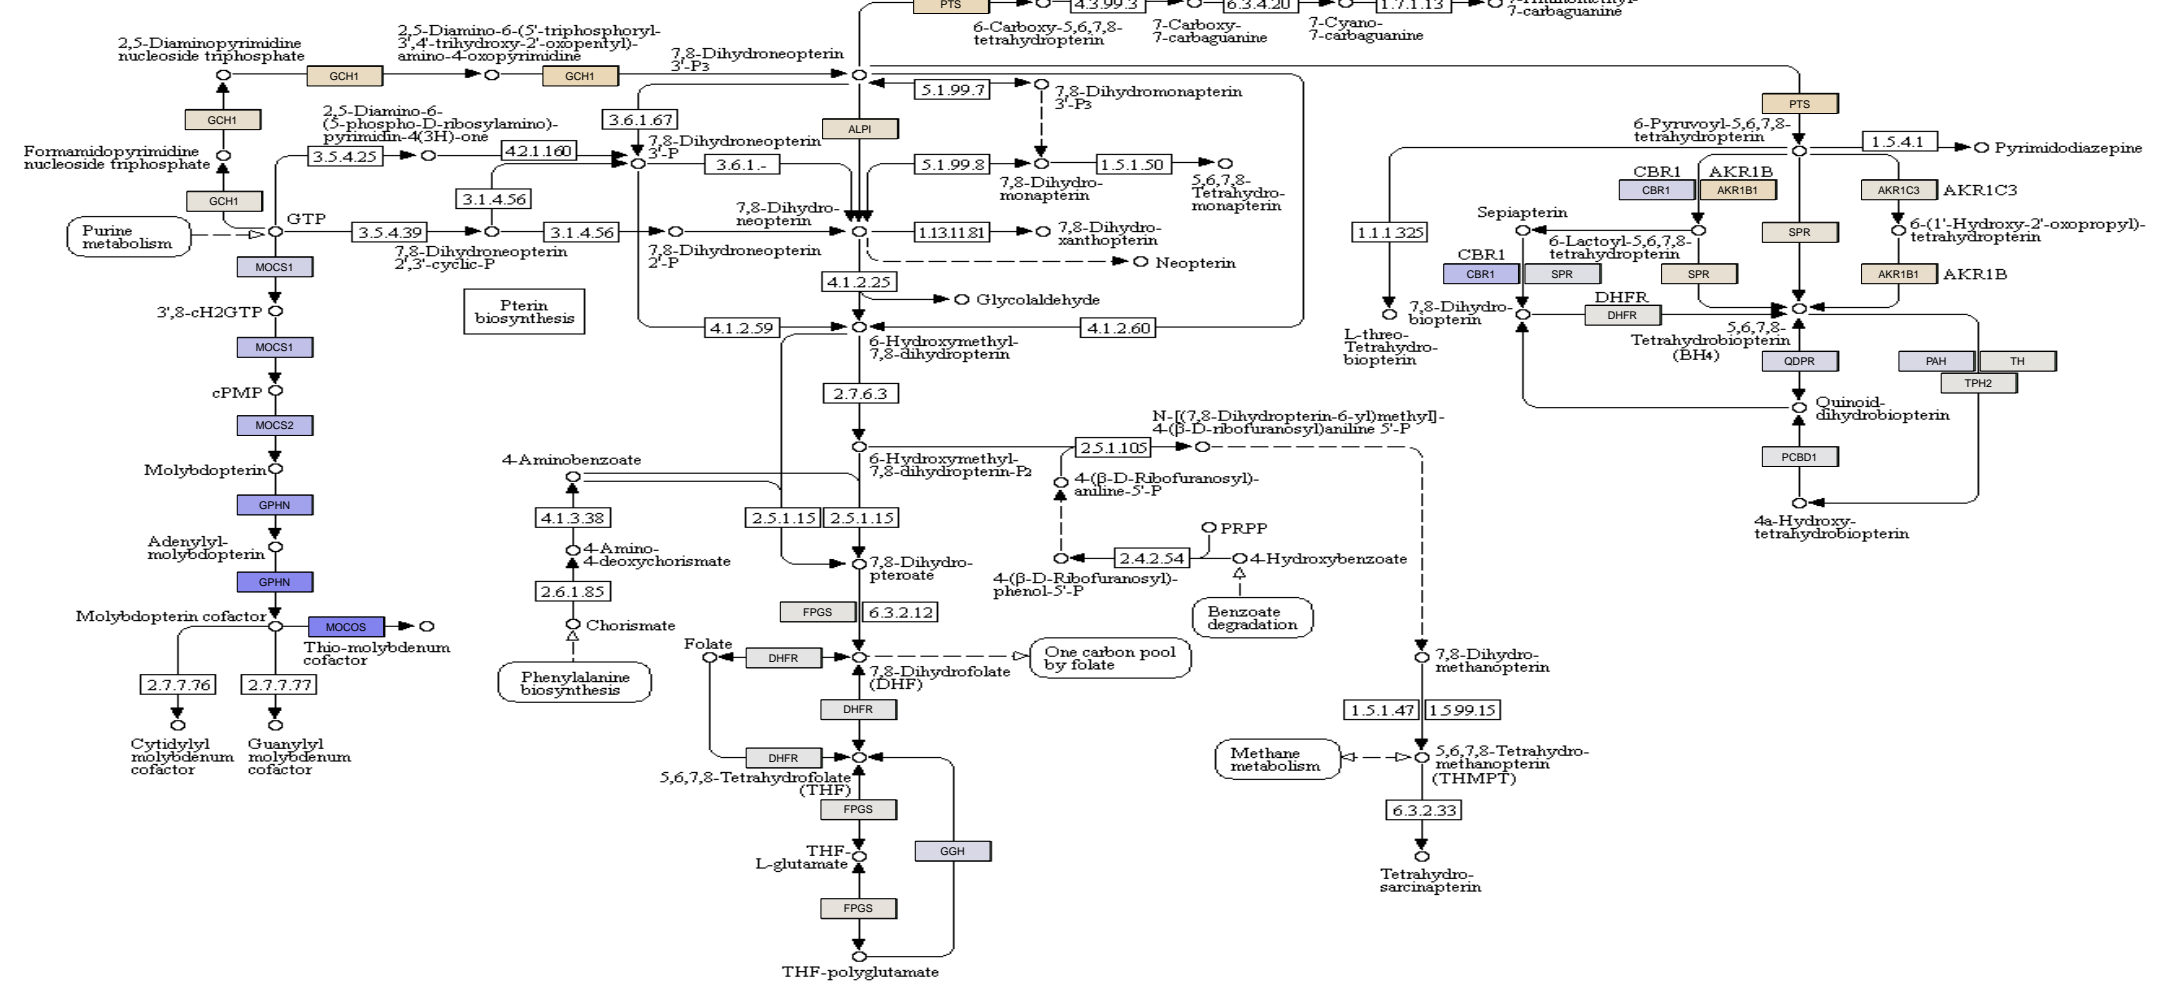 PTS
4.3.99.3
6.3.4.20
1.7.1.13
7-carbaguanine
6-Carboxy-5,6,7,8-
tetrahydropterin
7-Carboxy-
7-carbaguanine
7-Cyano-
7-carbaguanine
2,5-Diaminopyrimidine
nucleoside triphosphate
2,5-Diamino-6-(5'-triphosphoryl-
3',4'-trihydroxy-2'-oxopentyl)-
amino-4-oxopyrimidine
7,8-Dihydroneopterin
3'-P3
GCH1
GCH1
5.1.99.7
7,8-Dihydromonapterin
3'-P3
PTS
GCH1
2,5-Diamino-6-
(5-phospho-D-ribosylamino)-
pyrimidin-4(3H)-one
3.6.1.67
ALPI
6-Pyruvoyl-5,6,7,8-
tetrahydropterin
1.5.4.1
Pyrimidodiazepine
Formamidopyrimidine
nucleoside triphosphate
3.5.4.25
4.2.1.160
7,8-Dihydroneopterin
3'-P
3.6.1.-
5.1.99.8
1.5.1.50
7,8-Dihydro-
monapterin
5,6,7,8-
Tetrahydro-
monapterin
CBR1
AKR1B
CBR1
AKR1B1
AKR1C3
AKR1C3
GCH1
3.1.4.56
GTP
Purine
metabolism
3.5.4.39
7,8-Dihydroneopterin
2',3'-cyclic-P
3.1.4.56
7,8-Dihydroneopterin
2'-P
7,8-Dihydro-
neopterin
1.13.11.81
7,8-Dihydro-
xanthopterin
Neopterin
1.1.1.325
Sepiapterin
6-Lactoyl-5,6,7,8-
tetrahydropterin
SPR
6-(1'-Hydroxy-2'-oxopropyl)-
tetrahydropterin
CBR1
CBR1
SPR
SPR
AKR1B1
AKR1B
MOCS1
3',8-cH2GTP
Pterin
biosynthesis
4.1.2.25
Glycolaldehyde
4.1.2.59
4.1.2.60
6-Hydroxymethyl-
7,8-dihydropterin
L-threo-
Tetrahydro-
biopterin
7,8-Dihydro-
biopterin
DHFR
DHFR
5,6,7,8-
Tetrahydrobiopterin
(BH4)
MOCS1
QDPR
PAH
TH
TPH2
cPMP
2.7.6.3
Quinoid-
dihydrobiopterin
MOCS2
N-[(7,8-Dihydropterin-6-yl)methyl]-
4-(β-D-ribofuranosyl)aniline 5'-P
2.5.1.105
PCBD1
Molybdopterin
4-Aminobenzoate
6-Hydroxymethyl-
7,8-dihydropterin-P2
4-(β-D-Ribofuranosyl)-
aniline-5'-P
GPHN
4.1.3.38
2.5.1.15
2.5.1.15
PRPP
4a-Hydroxy-
tetrahydrobiopterin
Adenylyl-
molybdopterin
4-Amino-
4-deoxychorismate
7,8-Dihydro-
pteroate
2.4.2.54
4-Hydroxybenzoate
4-(β-D-Ribofuranosyl)-
phenol-5'-P
GPHN
2.6.1.85
Molybdopterin cofactor
MOCOS
Thio-molybdenum
cofactor
Chorismate
FPGS
6.3.2.12
Benzoate
degradation
Folate
DHFR
7,8-Dihydrofolate
(DHF)
One carbon pool
by folate
7,8-Dihydro-
methanopterin
2.7.7.76
2.7.7.77
Phenylalanine
biosynthesis
DHFR
1.5.1.47
1.5.99.15
Cytidylyl
molybdenum
cofactor
Guanylyl
molybdenum
cofactor
DHFR
5,6,7,8-Tetrahydrofolate
(THF)
Methane
metabolism
5,6,7,8-Tetrahydro-
methanopterin
(THMPT)
FPGS
6.3.2.33
THF-
L-glutamate
GGH
Tetrahydro-
sarcinapterin
FPGS
THF-polyglutamate